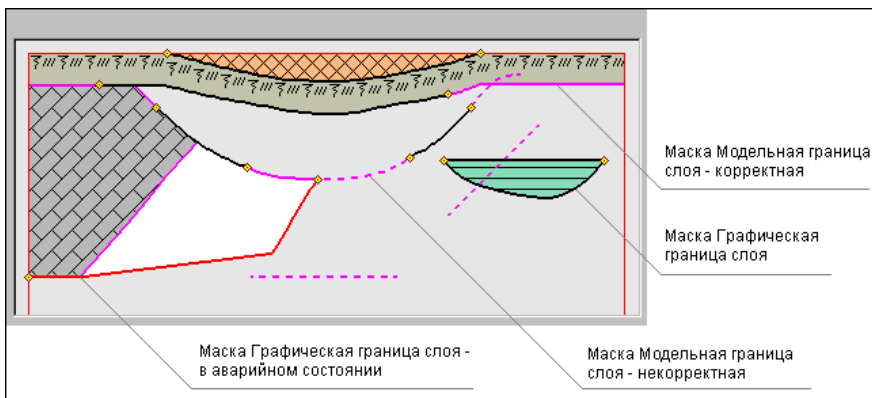 Маска Модельная граница
слоя - корректная
Маска Графическая
граница слоя
Маска Графическая граница слоя -
в аварийном состоянии
Маска Модельная граница
слоя - некорректная